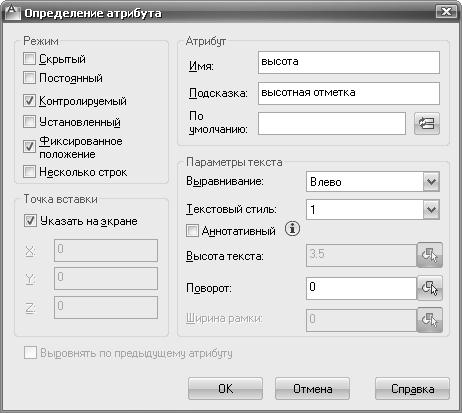 Определение атрибута
Режим
Скрытый
Постоянный
Контролируемый
Установленный
Фиксированное
положение
Несколько строк
Точка вставки
Указать на экране
X: 0
Y: 0
Z: 0
Атрибут
Имя: высота
Подсказка: высотная отметка
По
умолчанию:
Параметры текста
Выравнивание: Влево
Текстовый стиль: 1
Аннотативный
Высота текста: 3.5
Поворот: 0
Ширина рамки: 0
Выровнять по предыдущему атрибуту
OK Отмена Справка